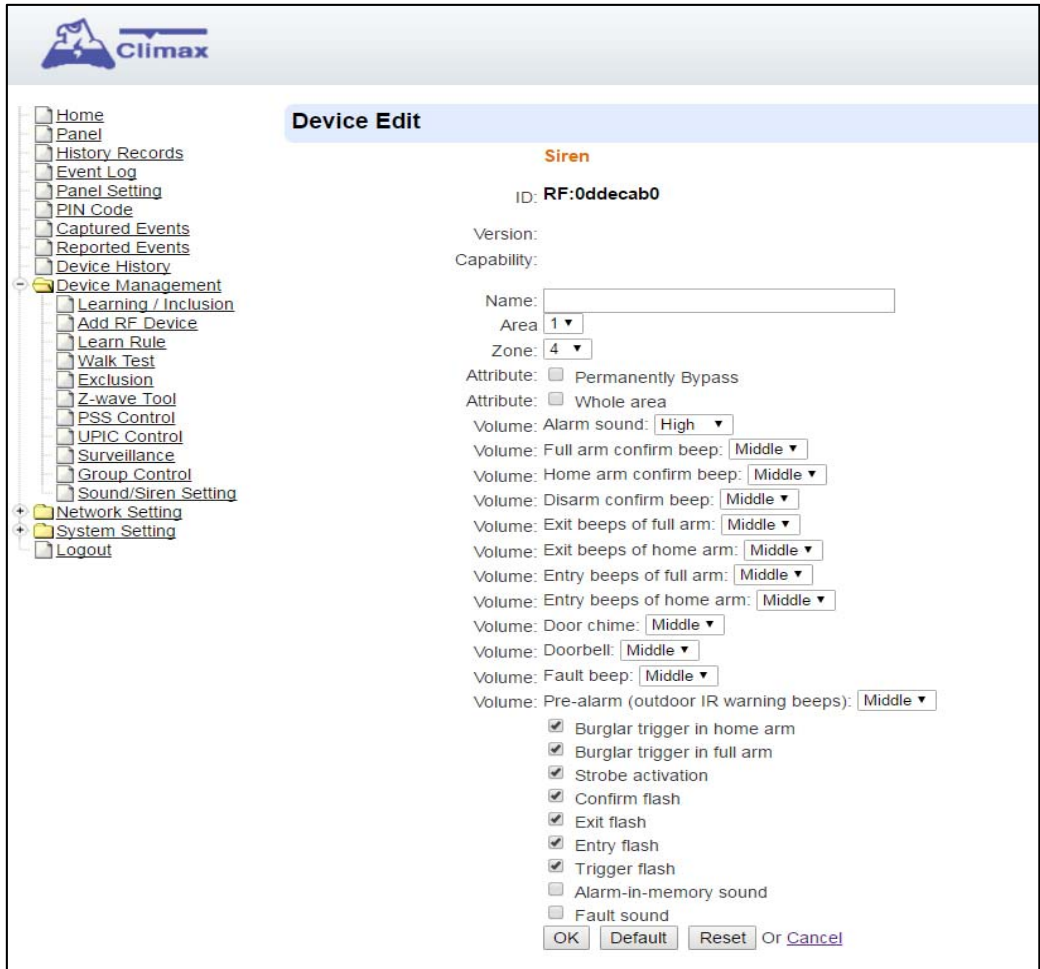 Climax
Home
Panel
History Records
Event Log
Panel Setting
PIN Code
Captured Events
Reported Events
Device History
Device Management
Learning / Inclusion
Add RF Device
Learn Rule
Walk Test
Exclusion
Z-wave Tool
PSS Control
UPIC Control
Surveillance
Group Control
Sound/Siren Setting
Network Setting
System Setting
Logout
Device Edit
Siren
ID: RF:0ddecab0
Version:
Capability:
Name:
Area 1
Zone: 4
Attribute: Permanently Bypass
Attribute: Whole area
Volume: Alarm sound: High
Volume: Full arm confirm beep: Middle
Volume: Home arm confirm beep: Middle
Volume: Disarm confirm beep: Middle
Volume: Exit beeps of full arm: Middle
Volume: Exit beeps of home arm: Middle
Volume: Entry beeps of full arm: Middle
Volume: Entry beeps of home arm: Middle
Volume: Door chime: Middle
Volume: Doorbell: Middle
Volume: Fault beep: Middle
Volume: Pre-alarm (outdoor IR warning beeps): Middle
Burglar trigger in home arm
Burglar trigger in full arm
Strobe activation
Confirm flash
Exit flash
Entry flash
Trigger flash
Alarm-in-memory sound
Fault sound
OK Default Reset Or Cancel